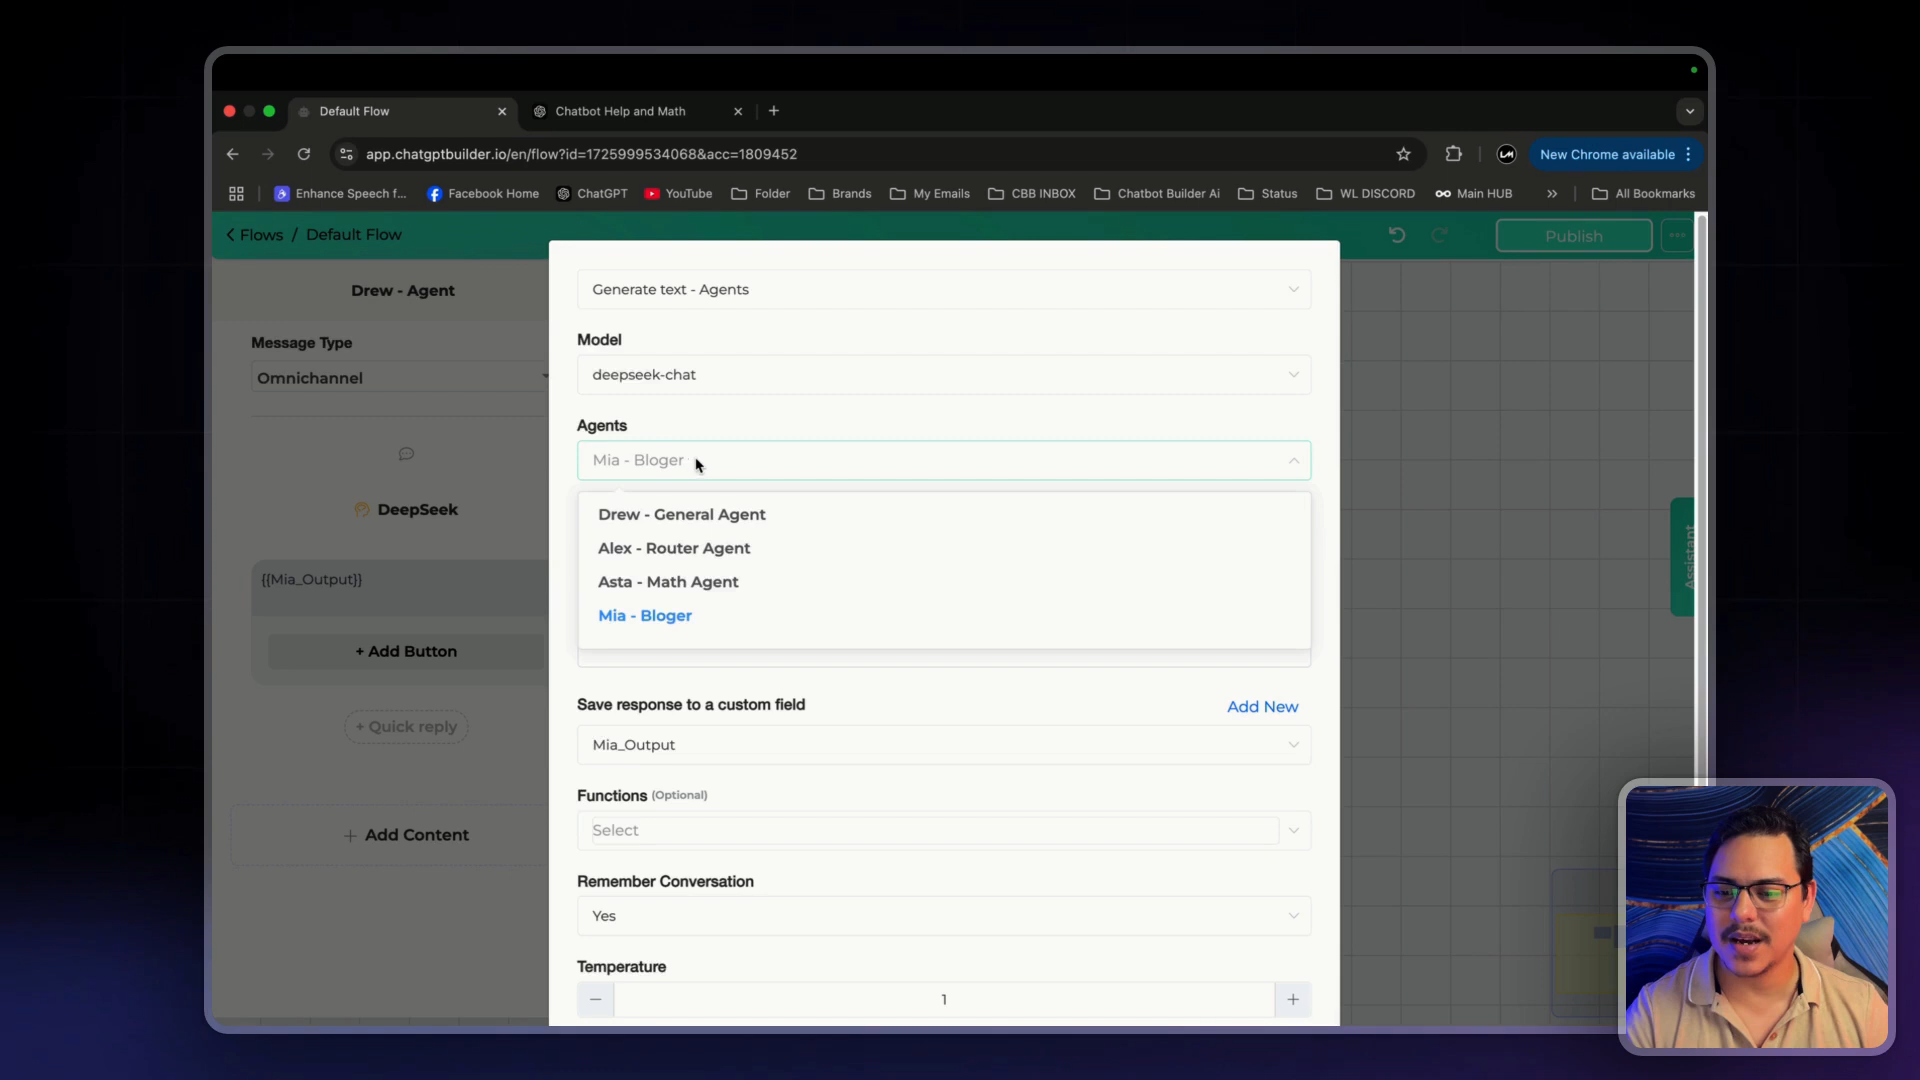 Default Flow
Chatbot Help and Math
app.chatgptbuilder.io/en/flow?id=1725999534068&acc=1809452
New Chrome available
Enhance Speech f...
Facebook Home
ChatGPT
YouTube
Folder
Brands
My Emails
CBB INBOX
Chatbot Builder Ai
Status
WL DISCORD
Main HUB
»
All Bookmarks
Flows / Default Flow
Publish
Drew - Agent
Message Type
Omnichannel
DeepSeek
{{Mia_Output}}
+ Add Button
+ Quick reply
+ Add Content
Generate text - Agents
Model
deepseek-chat
Agents
Mia - Bloger
Drew - General Agent
Alex - Router Agent
Asta - Math Agent
Mia - Bloger
Save response to a custom field
Add New
Mia_Output
Functions (Optional)
Select
Remember Conversation
Yes
Temperature
− 1 +
Assistant